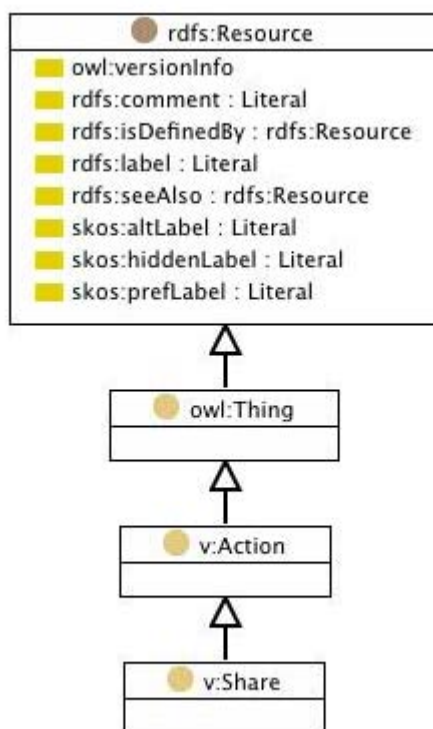 rdfs:Resource
owl:versionInfo
rdfs:comment : Literal
rdfs:isDefinedBy : rdfs:Resource
rdfs:label : Literal
rdfs:seeAlso : rdfs:Resource
skos:altLabel : Literal
skos:hiddenLabel : Literal
skos:prefLabel : Literal
owl:Thing
v:Action
v:Share